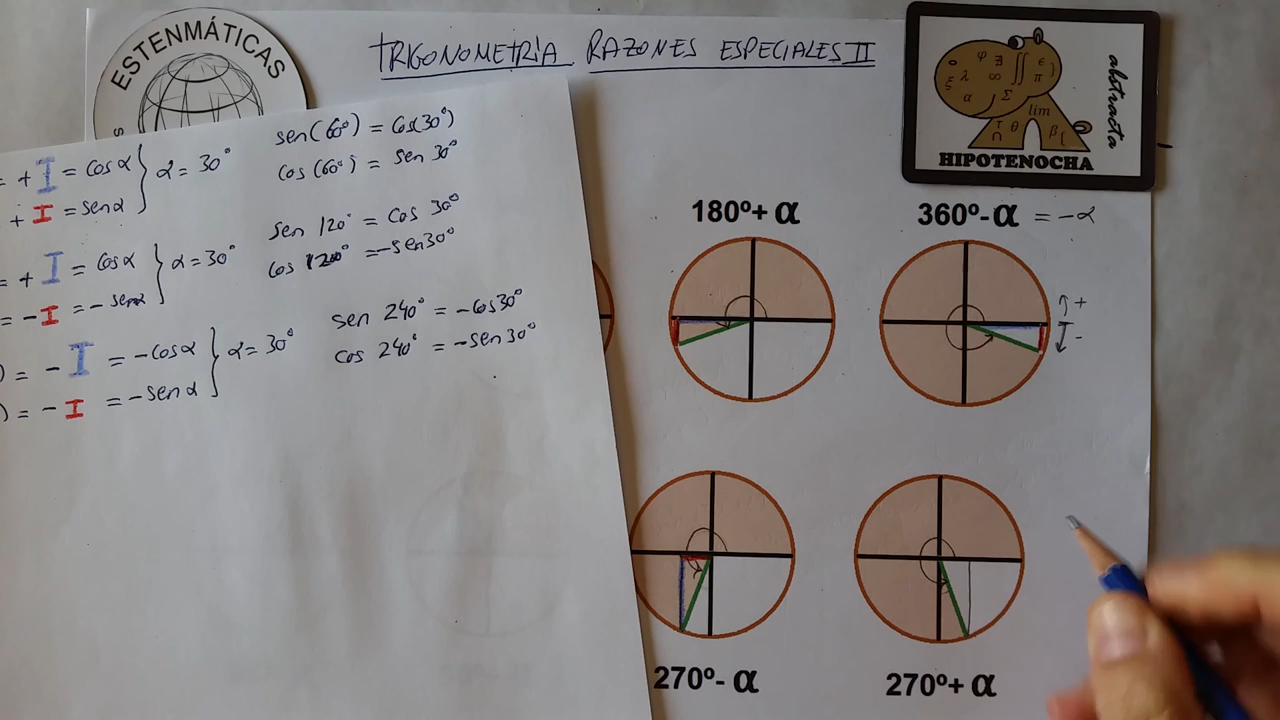 ESTENMÁTICAS
TRIGONOMETRÍA RAZONES ESPECIALES II
φ ∃ ∬ ϵ
ξ λ ∞ π
α Σ lim
τ θ β
∩
abstracta
HIPOTENOCHA
= + I = cos α } α = 30°
+ I = sen α
sen(60°) = Cos(30°)
cos(60°) = sen 30°
= + I = cos α } α = 30°
= - I = - sen α
sen 120° = cos 30°
cos 120° = -sen 30°
) = - I = -cos α } α = 30°
) = - I = -sen α
sen 240° = -cos 30°
cos 240° = -sen 30°
180º+ α
360º-α = -α
↑ +
↓ -
270º- α
270º+ α